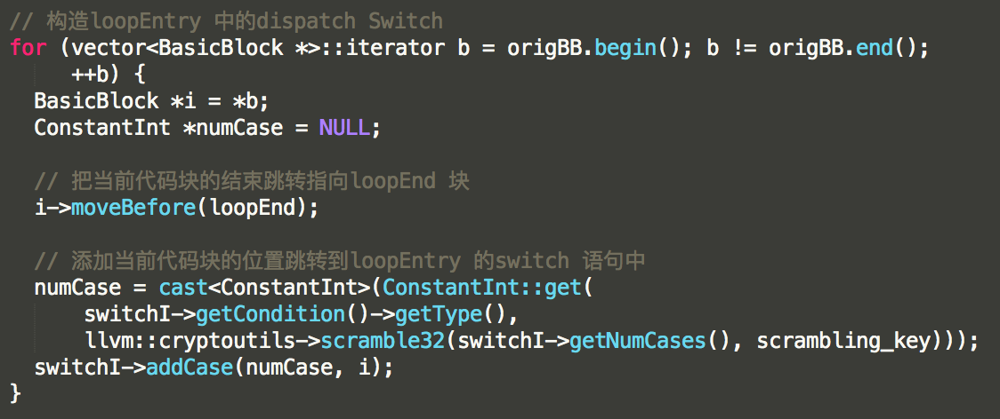 // 构造loopEntry 中的dispatch Switch
for (vector<BasicBlock *>::iterator b = origBB.begin(); b != origBB.end();
++b) {
BasicBlock *i = *b;
ConstantInt *numCase = NULL;
// 把当前代码块的结束跳转指向loopEnd 块
i->moveBefore(loopEnd);
// 添加当前代码块的位置跳转到loopEntry 的switch 语句中
numCase = cast<ConstantInt>(ConstantInt::get(
switchI->getCondition()->getType(),
llvm::cryptoutils->scramble32(switchI->getNumCases(), scrambling_key)));
switchI->addCase(numCase, i);
}